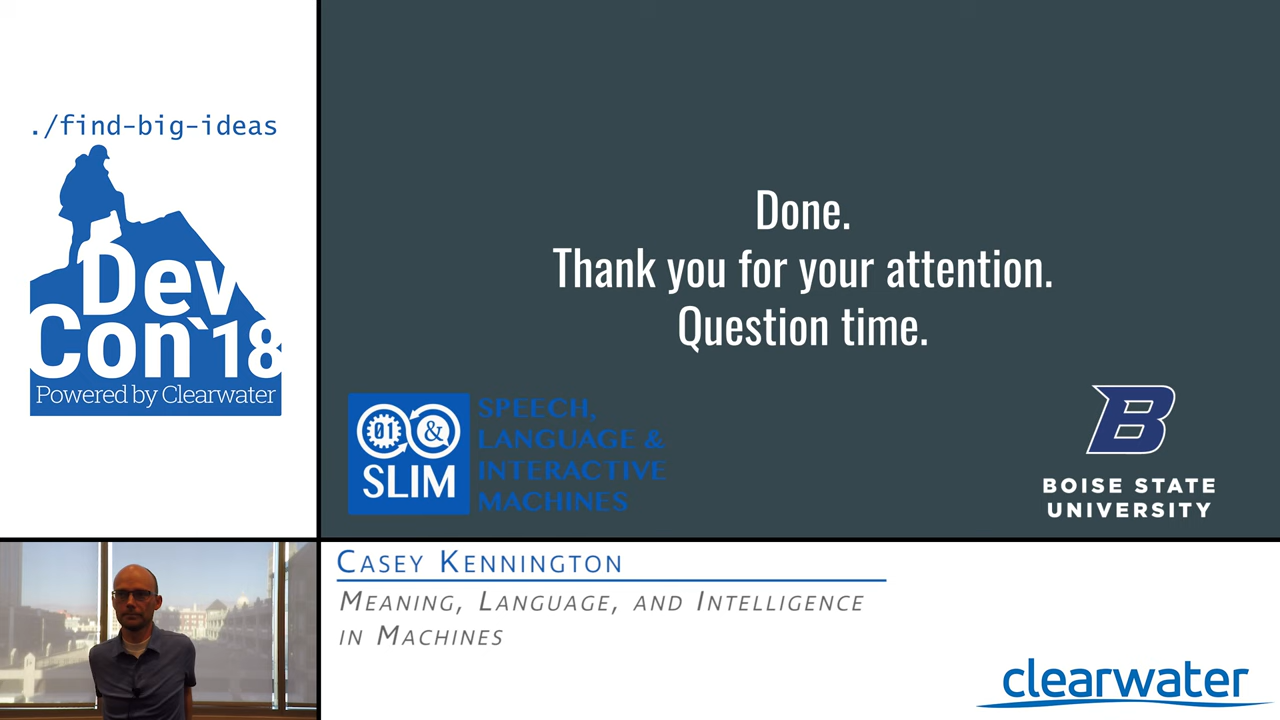 ./find-big-ideas
Dev
Con`18
Powered by Clearwater
Done.
Thank you for your attention.
Question time.
01 &
SLIM
SPEECH,
LANGUAGE &
INTERACTIVE
MACHINES
B
BOISE STATE
UNIVERSITY
CASEY KENNINGTON
MEANING, LANGUAGE, AND INTELLIGENCE
IN MACHINES
clearwater